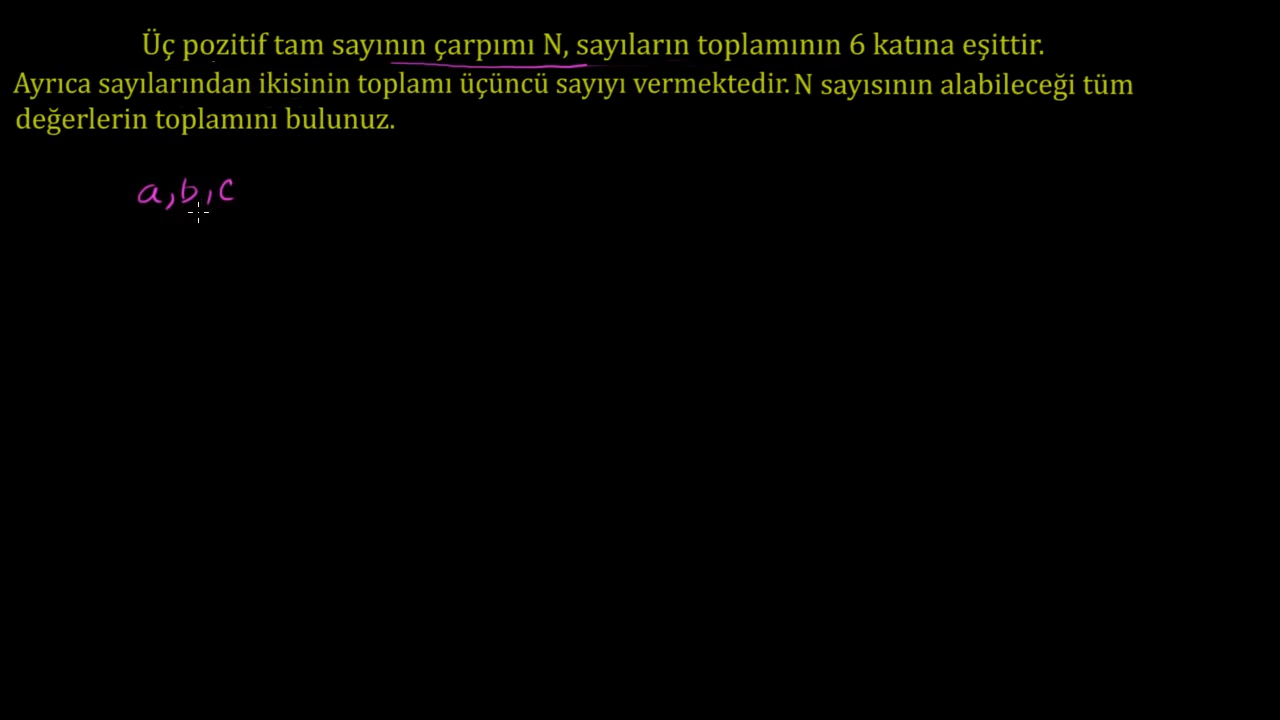 Üç pozitif tam sayının çarpımı N, sayıların toplamının 6 katına eşittir.
Ayrıca sayılarından ikisinin toplamı üçüncü sayıyı vermektedir. N sayısının alabileceği tüm
değerlerin toplamını bulunuz.
a,b,c